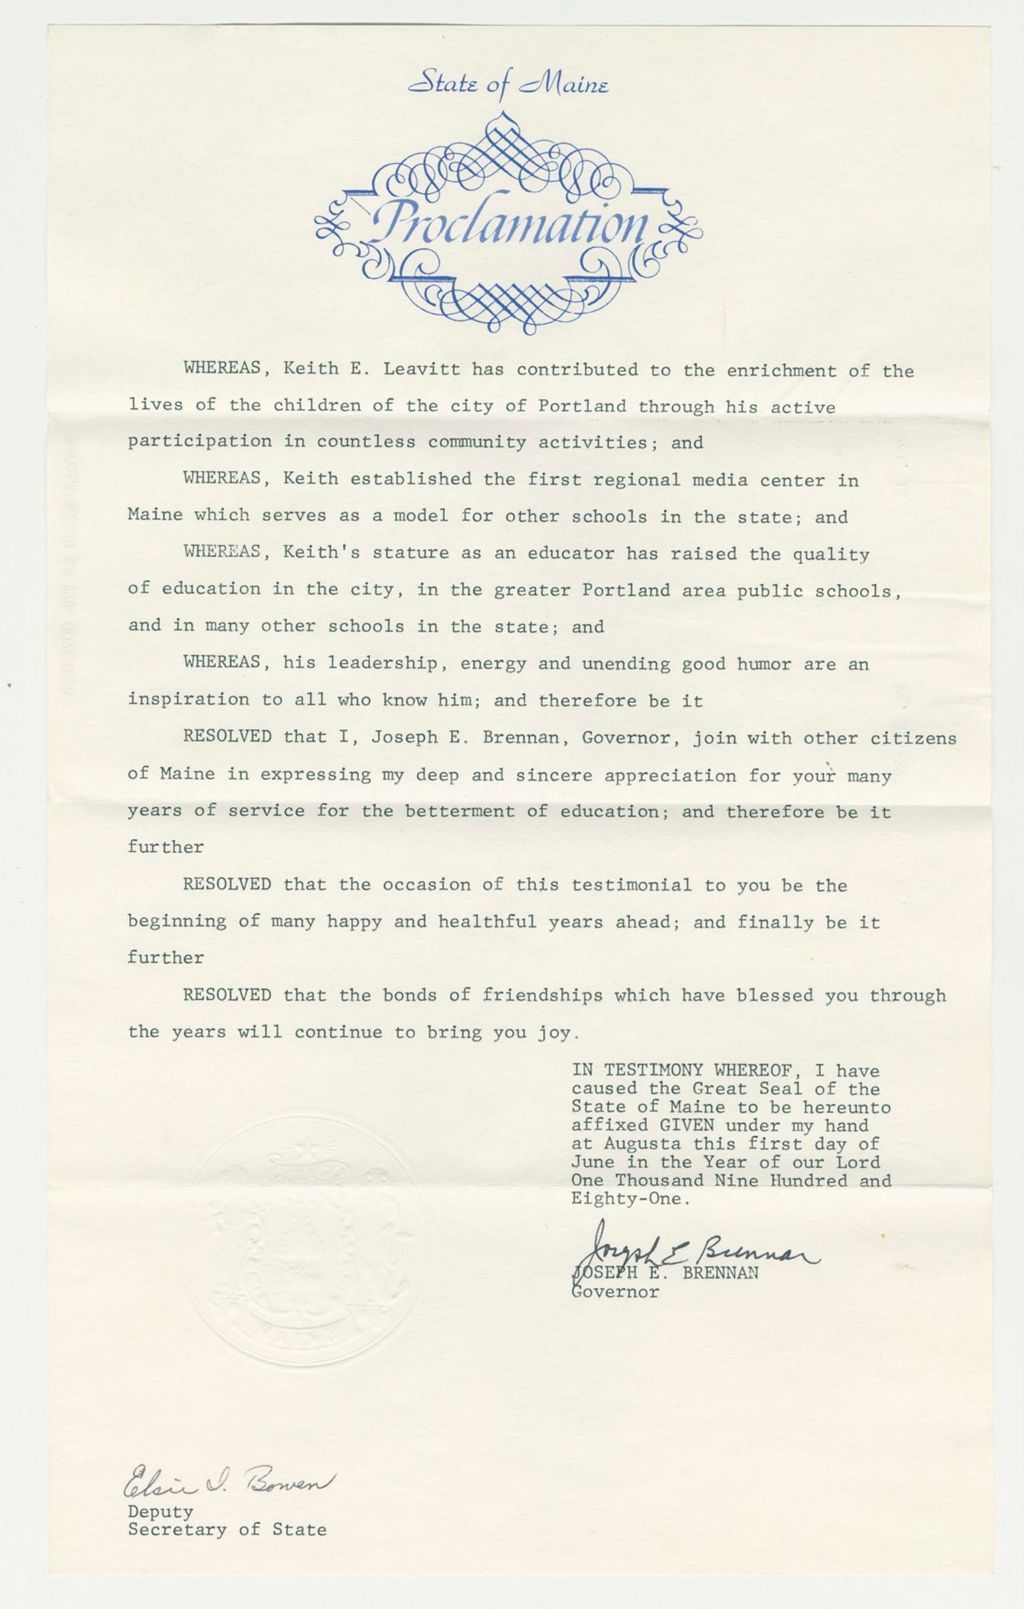 State of Maine
Proclamation
WHEREAS, Keith E. Leavitt has contributed to the enrichment of the
lives of the children of the city of Portland through his active
participation in countless community activities; and
WHEREAS, Keith established the first regional media center in
Maine which serves as a model for other schools in the state; and
WHEREAS, Keith's stature as an educator has raised the quality
of education in the city, in the greater Portland area public schools,
and in many other schools in the state; and
WHEREAS, his leadership, energy and unending good humor are an
inspiration to all who know him; and therefore be it
RESOLVED that I, Joseph E. Brennan, Governor, join with other citizens
of Maine in expressing my deep and sincere appreciation for your many
years of service for the betterment of education; and therefore be it
further
RESOLVED that the occasion of this testimonial to you be the
beginning of many happy and healthful years ahead; and finally be it
further
RESOLVED that the bonds of friendships which have blessed you through
the years will continue to bring you joy.
IN TESTIMONY WHEREOF, I have
caused the Great Seal of the
State of Maine to be hereunto
affixed GIVEN under my hand
at Augusta this first day of
June in the Year of our Lord
One Thousand Nine Hundred and
Eighty-One.
Joseph E Brennan
JOSEPH E. BRENNAN
Governor
Elsie I. Bowen
Deputy
Secretary of State